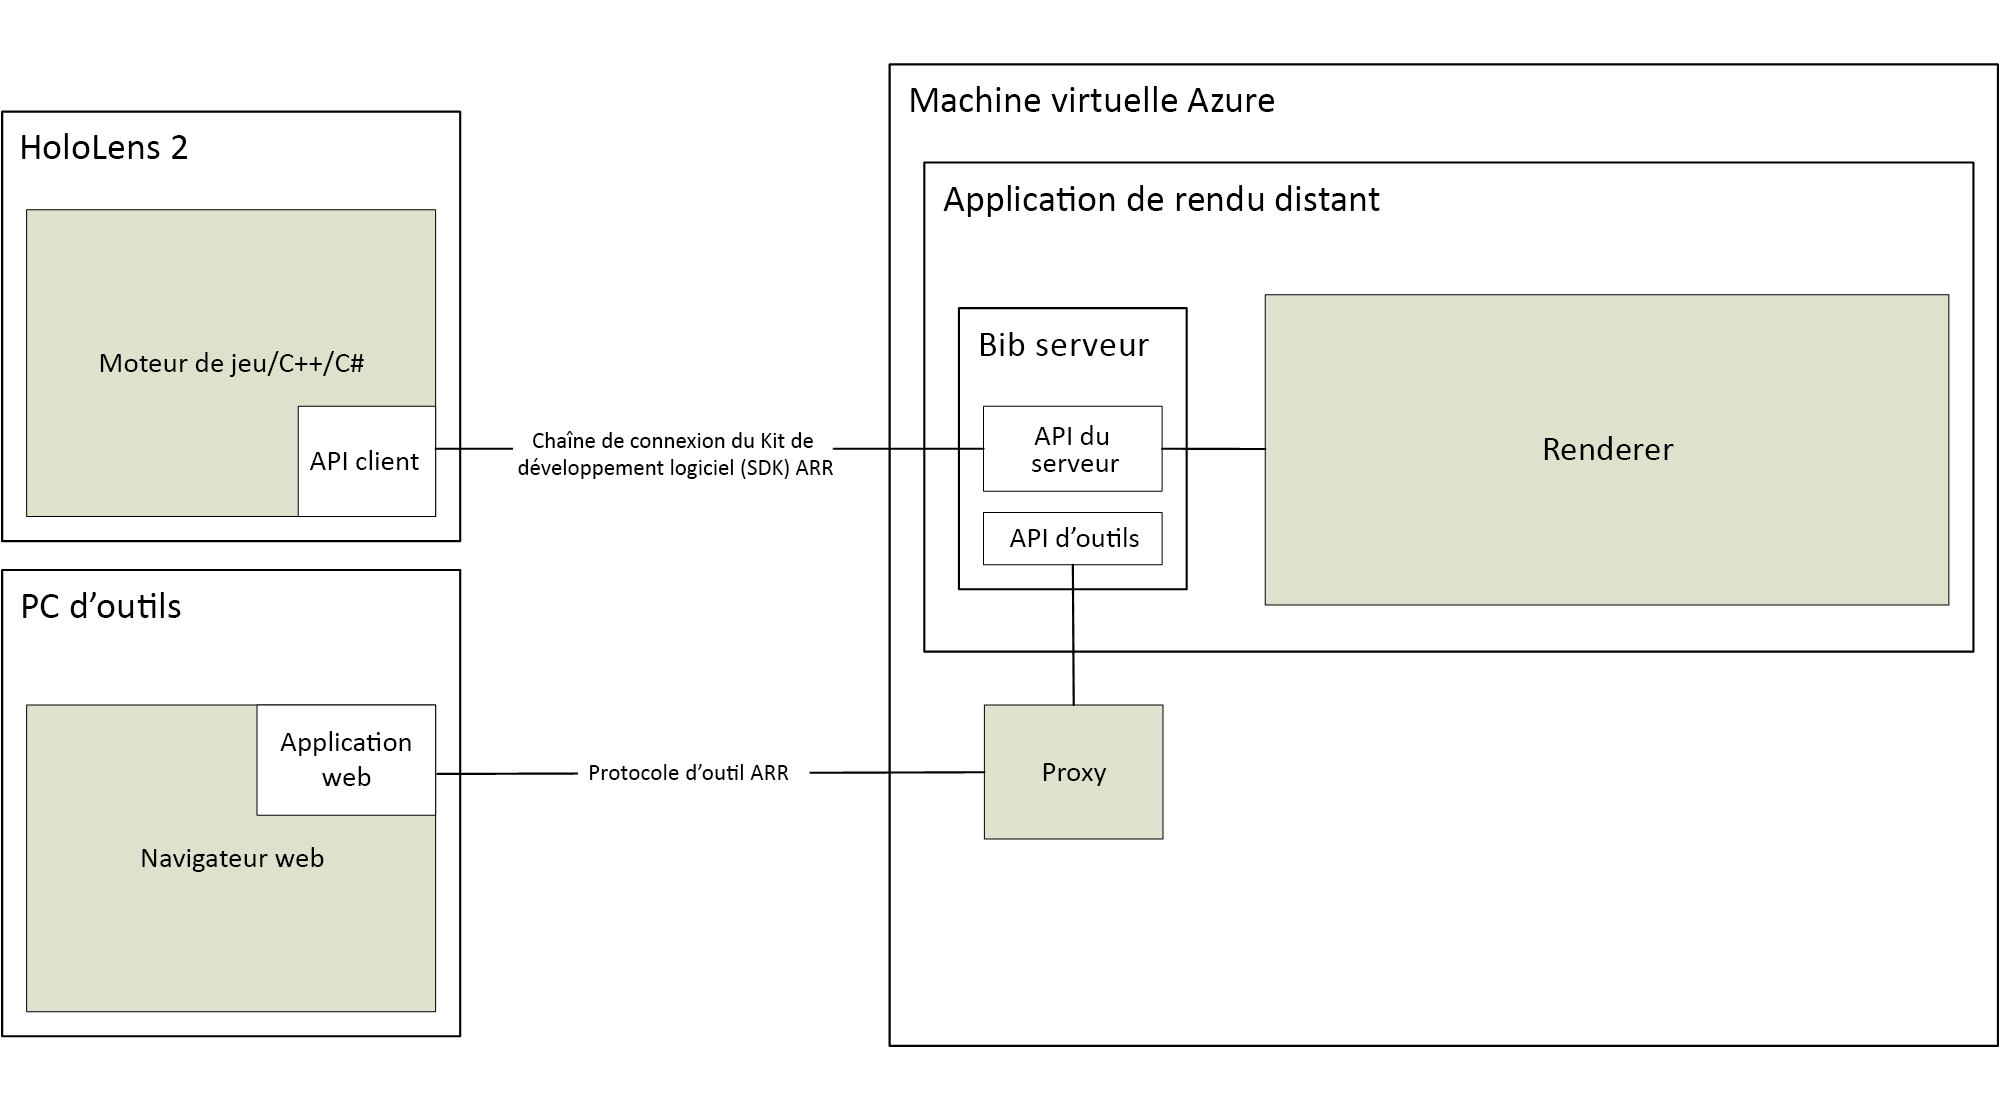 HoloLens 2
Moteur de jeu/C++/C#
API client
Chaîne de connexion du Kit de
développement logiciel (SDK) ARR
Machine virtuelle Azure
Application de rendu distant
Bib serveur
API du
serveur
API d’outils
Renderer
PC d’outils
Application
web
Navigateur web
Protocole d’outil ARR
Proxy